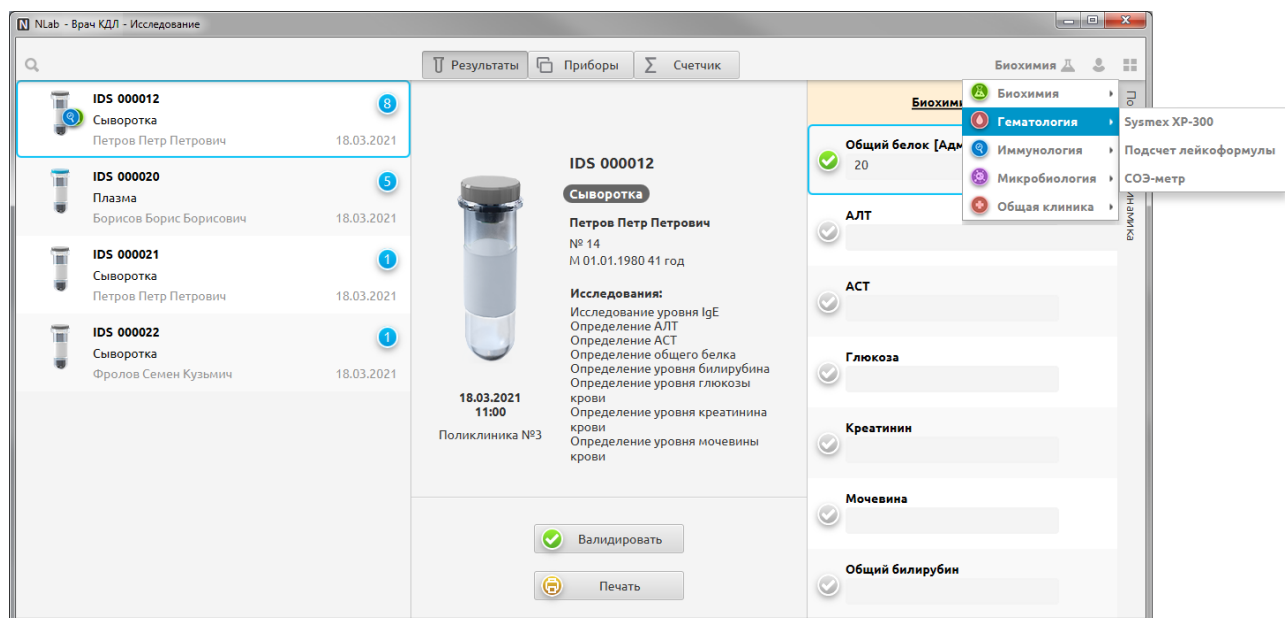 NLab - Врач КДЛ - Исследование
Результаты
Приборы
Счетчик
Биохимия
IDS 000012
8
Сыворотка
Петров Петр Петрович
18.03.2021
IDS 000020
5
Плазма
Борисов Борис Борисович
18.03.2021
IDS 000021
1
Сыворотка
Петров Петр Петрович
18.03.2021
IDS 000022
1
Сыворотка
Фролов Семен Кузьмич
18.03.2021
IDS 000012
Сыворотка
Петров Петр Петрович
№ 14
М 01.01.1980 41 год
Исследования:
Исследование уровня IgE
Определение АЛТ
Определение АСТ
Определение общего белка
Определение уровня билирубина
Определение уровня глюкозы
крови
Определение уровня креатинина
крови
Определение уровня мочевины
крови
18.03.2021
11:00
Поликлиника №3
Валидировать
Печать
Общий белок
20
АЛТ
АСТ
Глюкоза
Креатинин
Мочевина
Общий билирубин
Биохимия
Гематология
Иммунология
Микробиология
Общая клиника
Sysmex XP-300
Подсчет лейкоформулы
СОЭ-метр